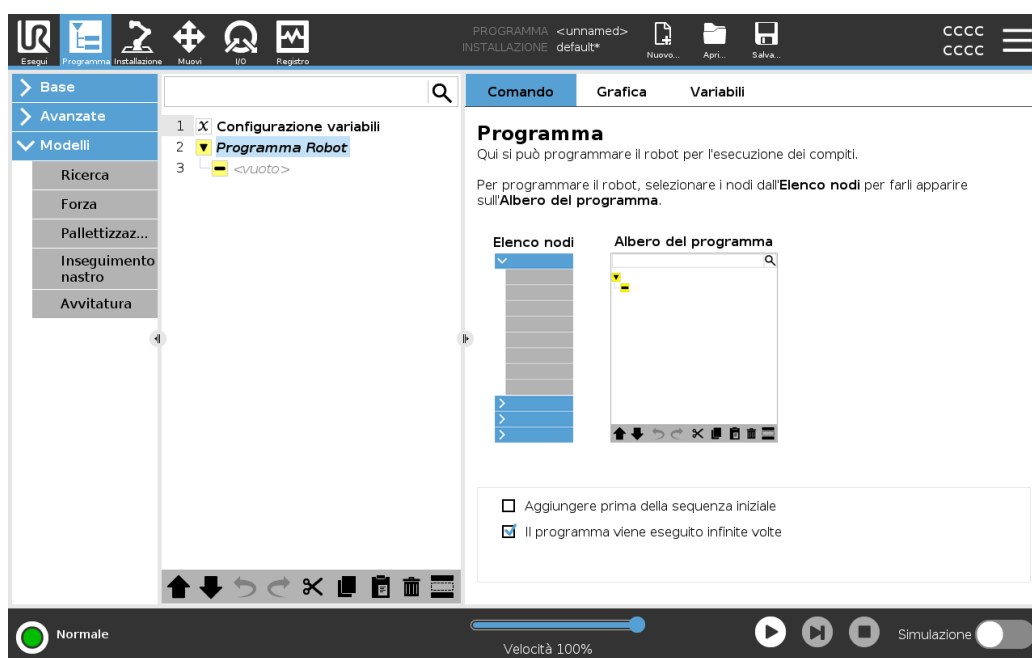 UR
PROGRAMMA <unnamed>
INSTALLAZIONE default*
Esegui Programma Installazione Muovi I/O Registro
Nuovo... Apri... Salva...
cccc
cccc
Base
Avanzate
Modelli
Ricerca
Forza
Pallettizzaz...
Inseguimento
nastro
Avvitatura
1 x Configurazione variabili
2 Programma Robot
3 <vuoto>
Comando Grafica Variabili
Programma
Qui si può programmare il robot per l'esecuzione dei compiti.
Per programmare il robot, selezionare i nodi dall'Elenco nodi per farli apparire
sull'Albero del programma.
Elenco nodi Albero del programma
Aggiungere prima della sequenza iniziale
Il programma viene eseguito infinite volte
Normale
Velocità 100%
Simulazione